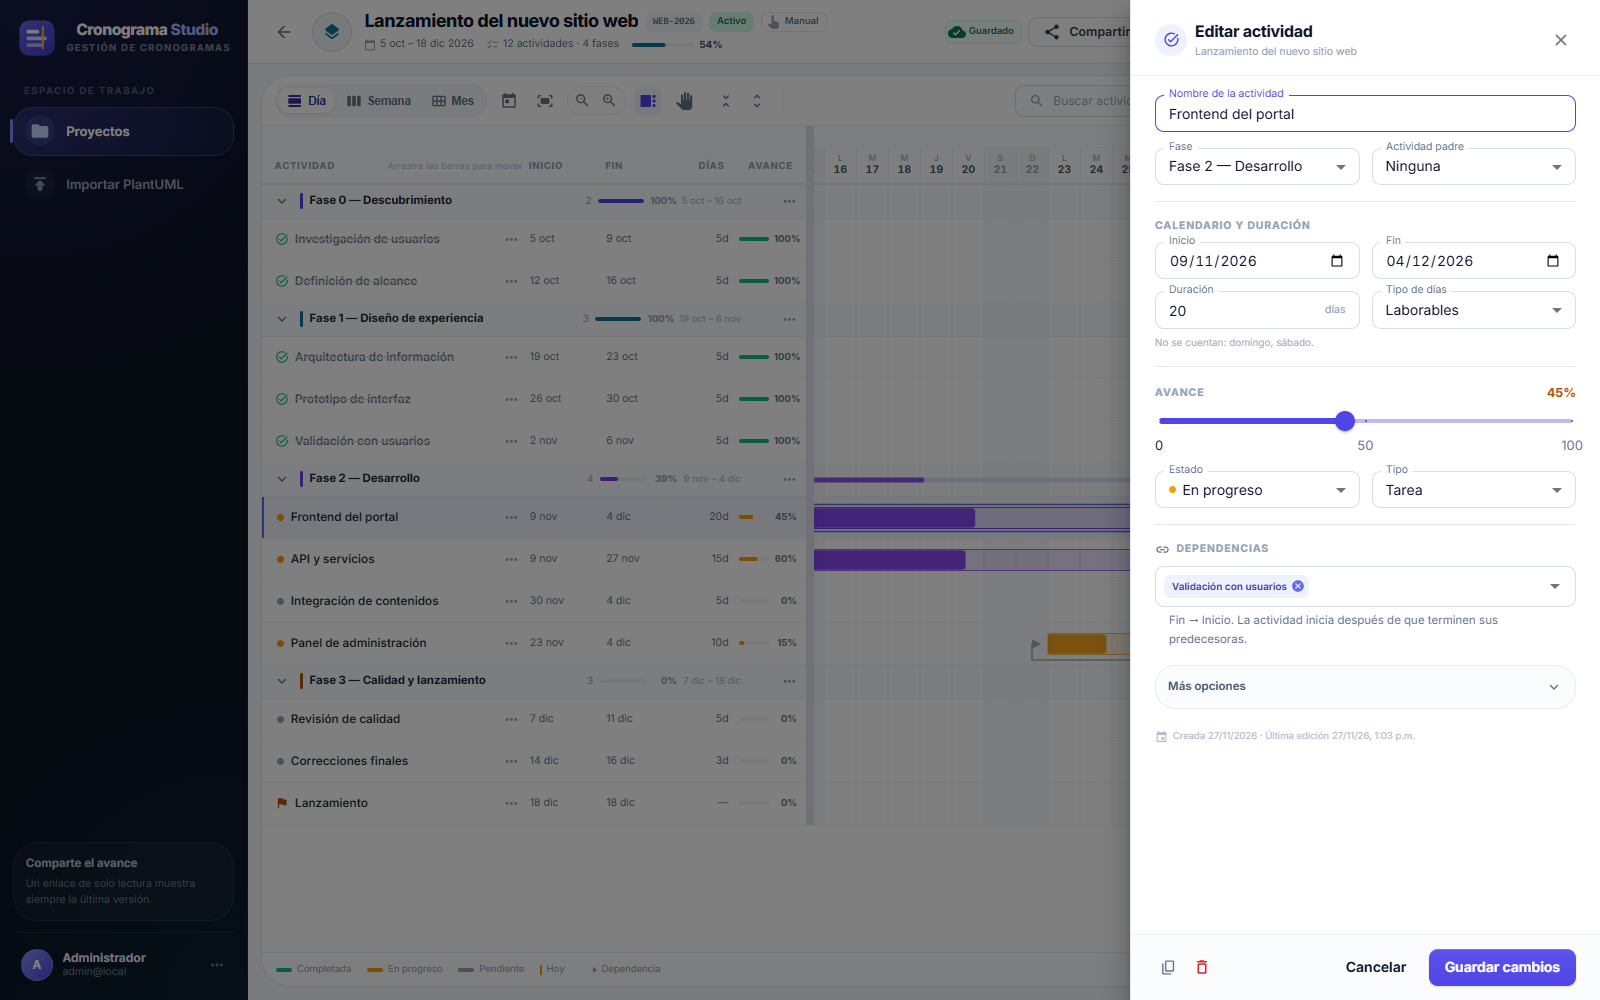 Cronograma Studio
GESTIÓN DE CRONOGRAMAS
ESPACIO DE TRABAJO
Proyectos
Importar PlantUML
Comparte el avance
Un enlace de solo lectura muestra
siempre la última versión.
A
Administrador
admin@local
Lanzamiento del nuevo sitio web WEB-2026 Activo Manual
5 oct – 18 dic 2026 12 actividades · 4 fases 54%
Guardado
Compartir
Día Semana Mes
ACTIVIDAD Arrastra las barras para mover INICIO FIN DÍAS AVANCE
L M M J V S D L M
16 17 18 19 20 21 22 23 24
Fase 0 — Descubrimiento 2 100% 5 oct – 16 oct
Investigación de usuarios 5 oct 9 oct 5d 100%
Definición de alcance 12 oct 16 oct 5d 100%
Fase 1 — Diseño de experiencia 3 100% 19 oct – 6 nov
Arquitectura de información 19 oct 23 oct 5d 100%
Prototipo de interfaz 26 oct 30 oct 5d 100%
Validación con usuarios 2 nov 6 nov 5d 100%
Fase 2 — Desarrollo 4 39% 9 nov – 4 dic
Frontend del portal 9 nov 4 dic 20d 45%
API y servicios 9 nov 27 nov 15d 60%
Integración de contenidos 30 nov 4 dic 5d 0%
Panel de administración 23 nov 4 dic 10d 15%
Fase 3 — Calidad y lanzamiento 3 0% 7 dic – 18 dic
Revisión de calidad 7 dic 11 dic 5d 0%
Correcciones finales 14 dic 16 dic 3d 0%
Lanzamiento 18 dic 18 dic — 0%
Completada En progreso Pendiente Hoy Dependencia
Editar actividad
Lanzamiento del nuevo sitio web
Nombre de la actividad
Frontend del portal
Fase Actividad padre
Fase 2 — Desarrollo Ninguna
CALENDARIO Y DURACIÓN
Inicio Fin
09/11/2026 04/12/2026
Duración Tipo de días
20 días Laborables
No se cuentan: domingo, sábado.
AVANCE 45%
0 50 100
Estado Tipo
En progreso Tarea
DEPENDENCIAS
Validación con usuarios
Fin → Inicio. La actividad inicia después de que terminen sus
predecesoras.
Más opciones
Creada 27/11/2026 · Última edición 27/11/26, 1:03 p.m.
Cancelar Guardar cambios